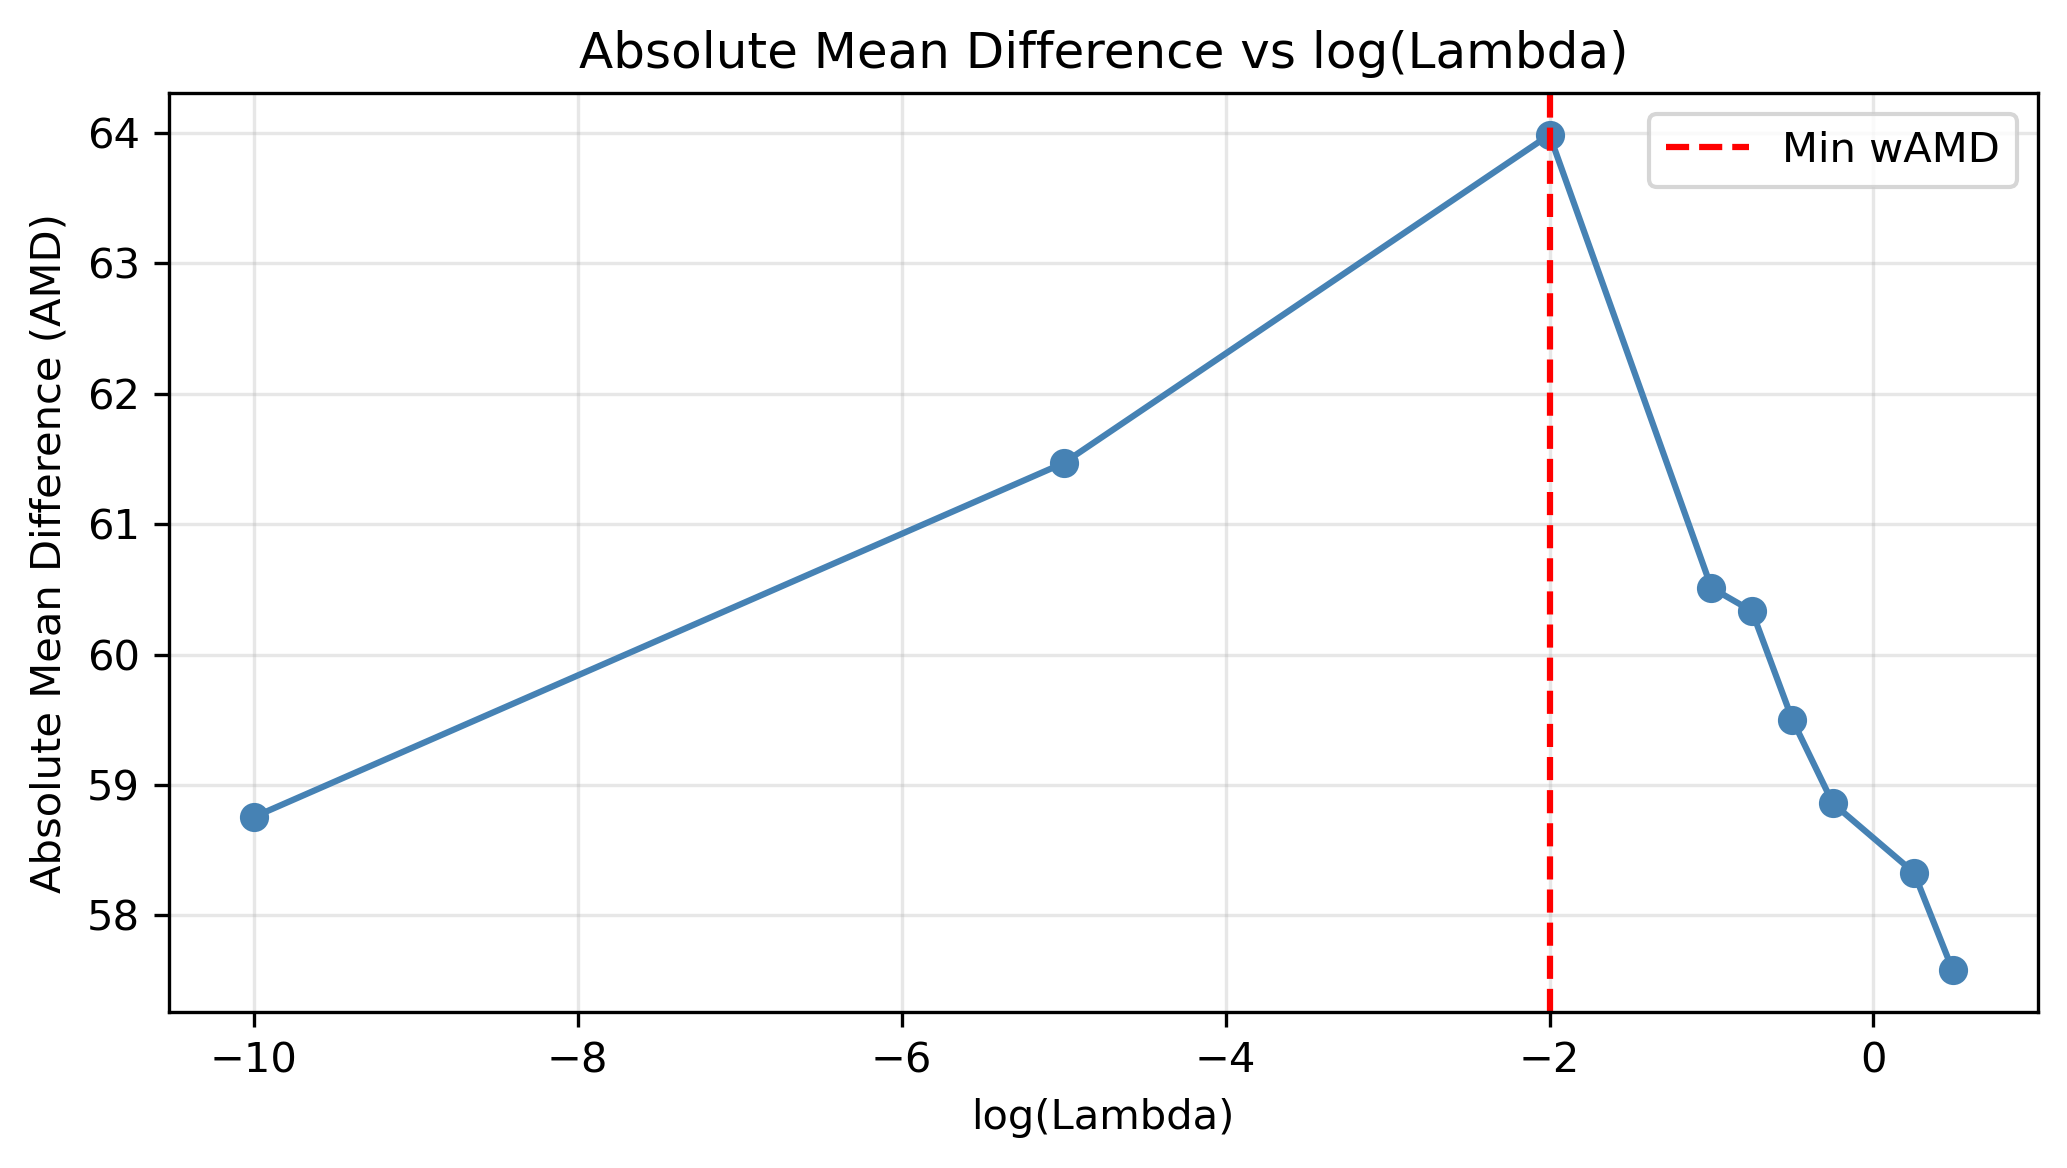 Absolute Mean Difference vs log(Lambda)
Min wAMD
Absolute Mean Difference (AMD)
64
63
62
61
60
59
58
−10 −8 −6 −4 −2 0
log(Lambda)